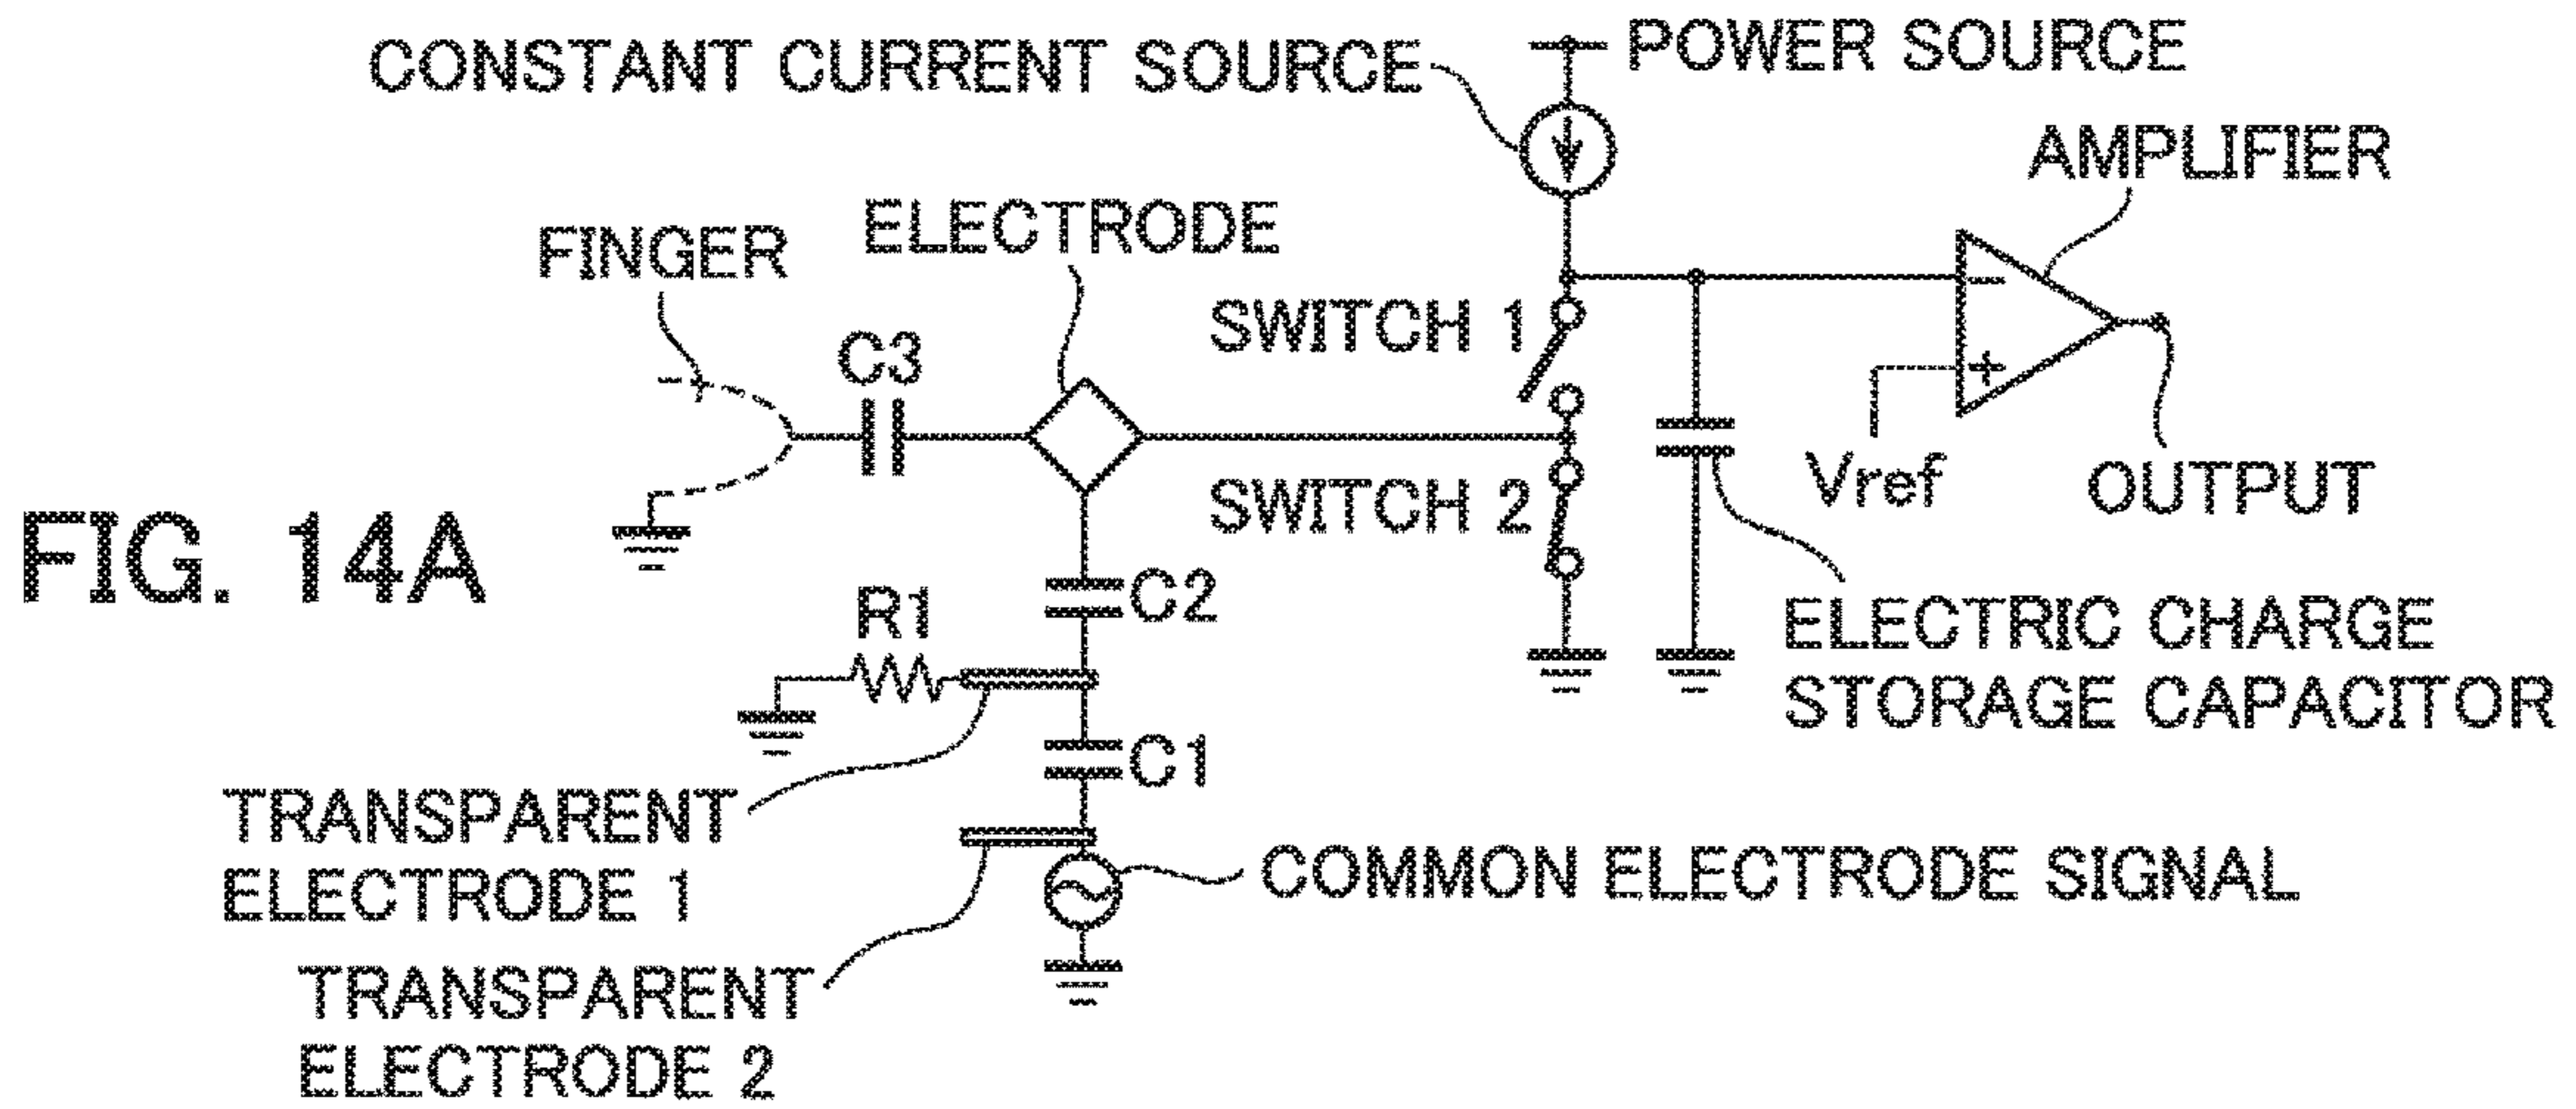 CONSTANT CURRENT SOURCE
POWER SOURCE
AMPLIFIER
ELECTRODE
FINGER
C3
SWITCH 1
−
+
Vref
OUTPUT
SWITCH 2
FIG. 14A
C2
R1
ELECTRIC CHARGE
STORAGE CAPACITOR
C1
TRANSPARENT
ELECTRODE 1
COMMON ELECTRODE SIGNAL
TRANSPARENT
ELECTRODE 2